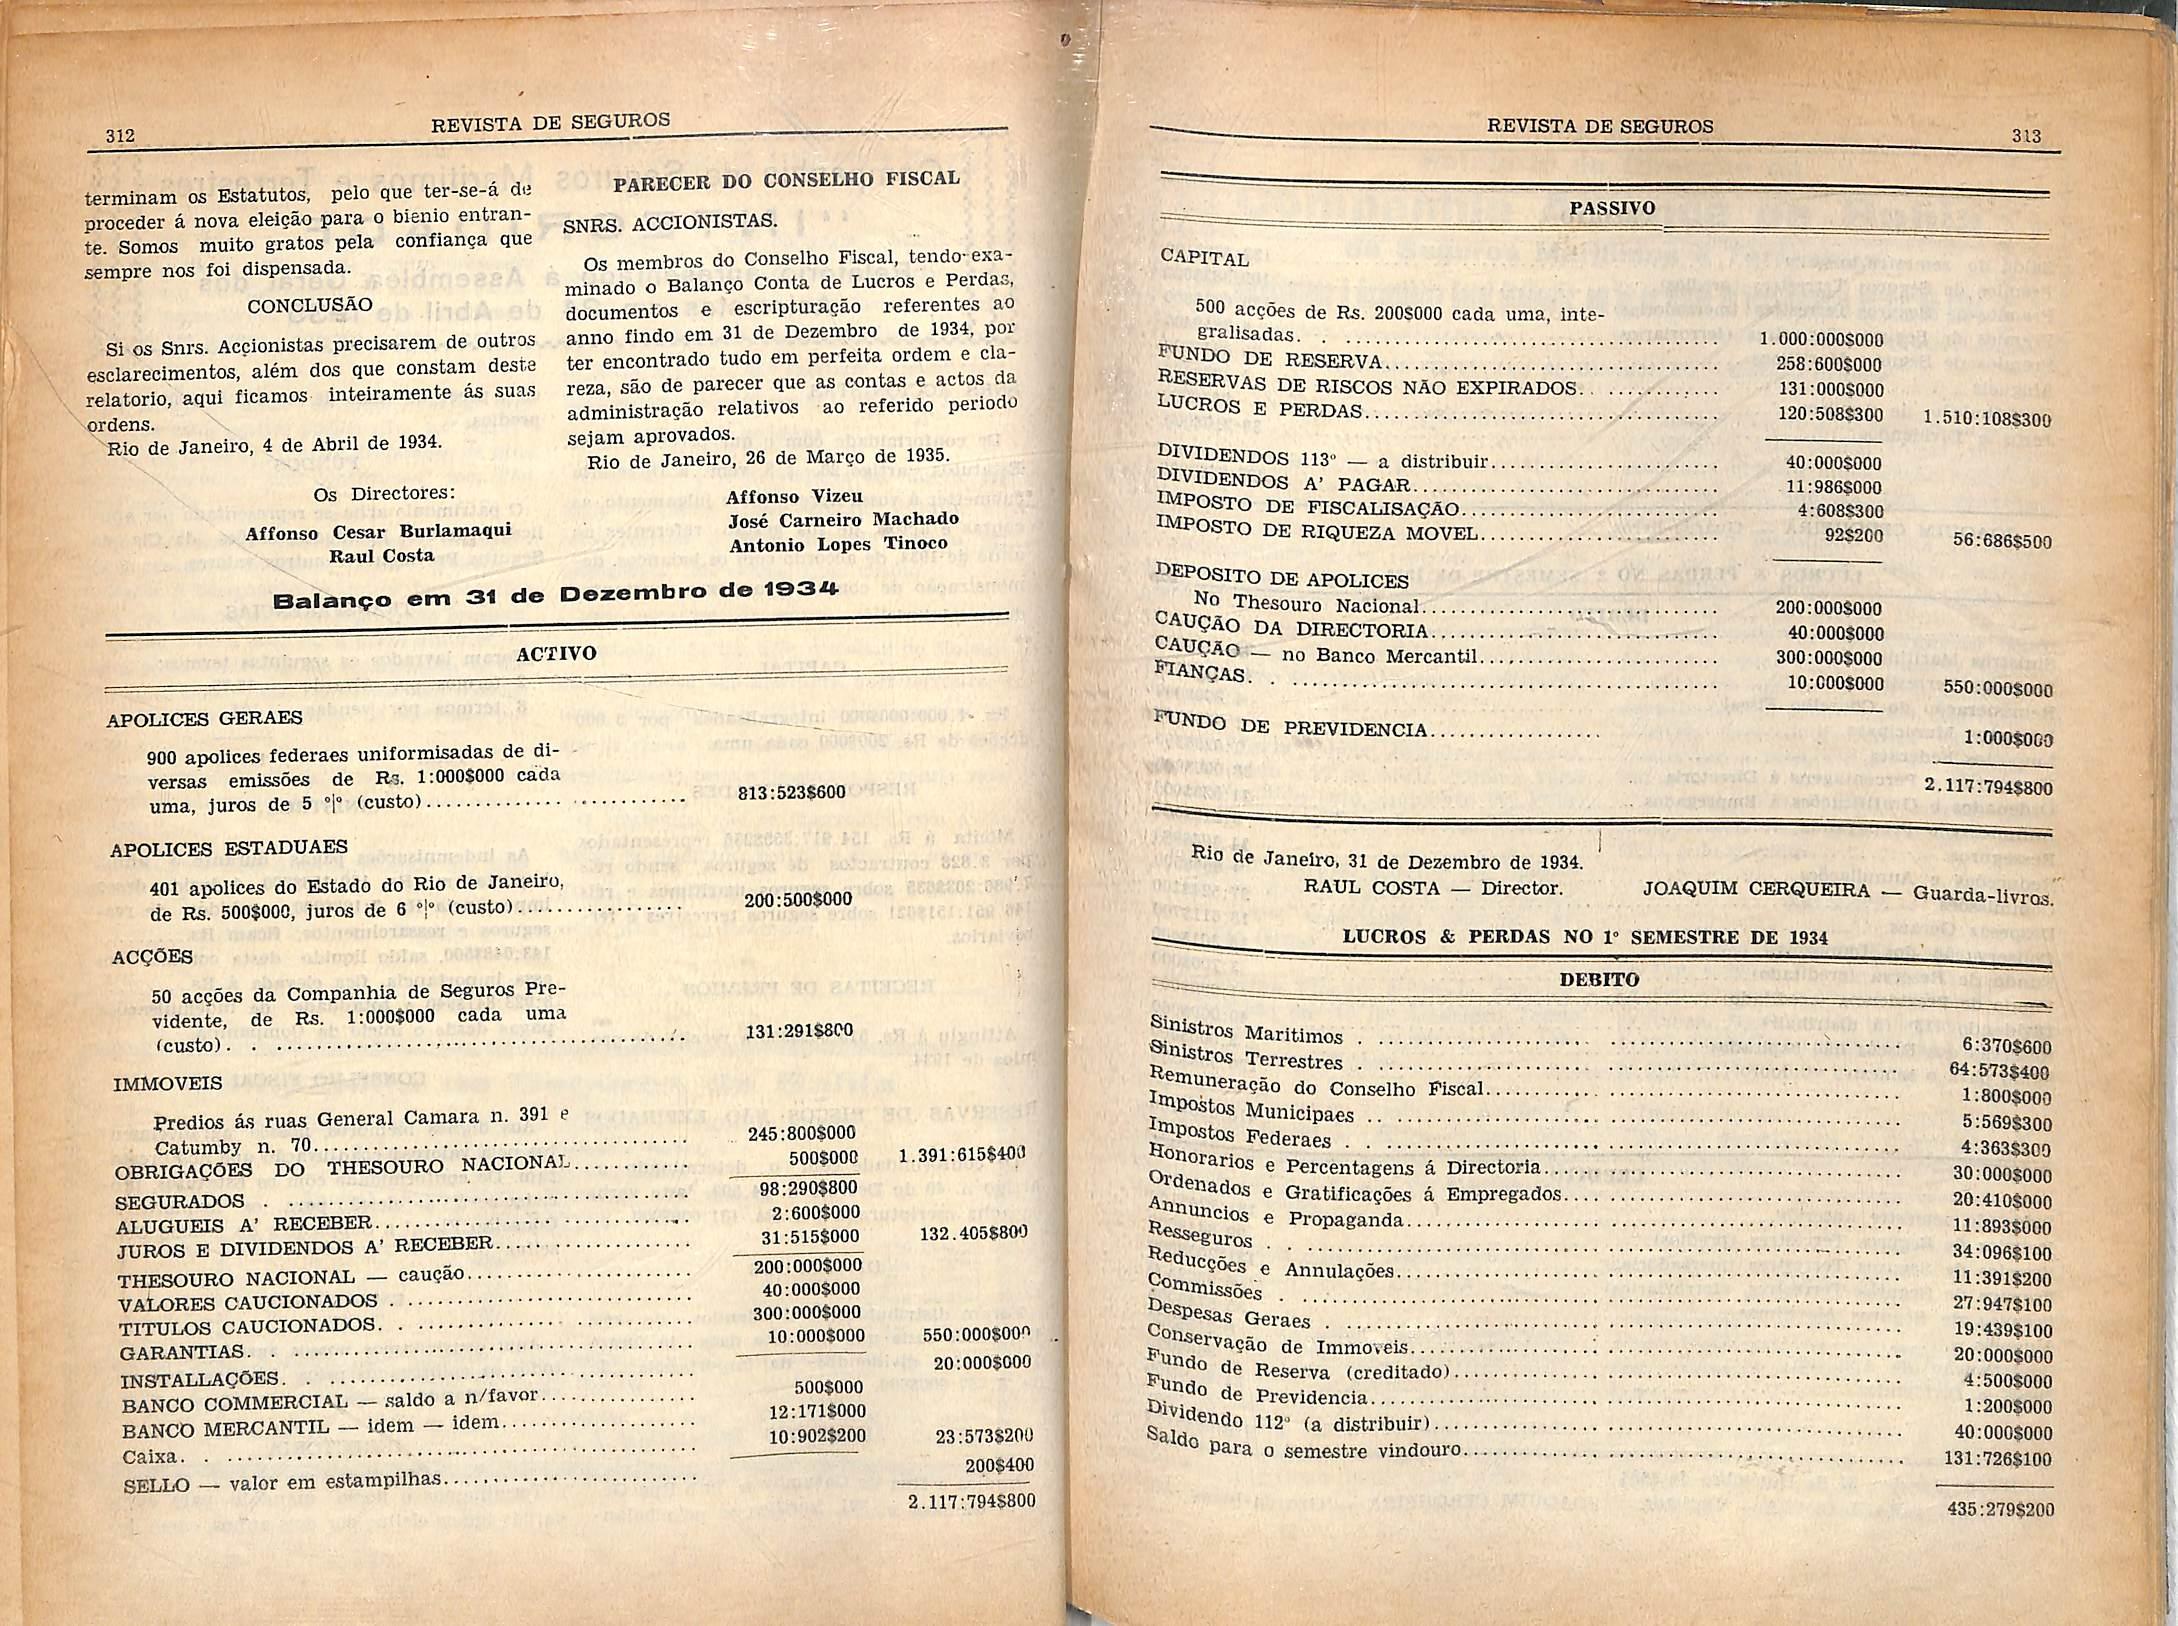 312
REVISTA DE SEGUROS
terminam os Estatutos, pelo que ter-se-á de
proceder á nova eleição para o bienio entran-
te. Somos muito gratos pela confiança que
sempre nos foi dispensada.
CONCLUSÃO
Si os Snrs. Accionistas precisarem de outros
esclarecimentos, além dos que constam deste
relatorio, aqui ficamos inteiramente ás suas
ordens.
Rio de Janeiro, 4 de Abril de 1934.
Os Directores:
Affonso Cesar Burlamaqui
Raul Costa
PARECER DO CONSELHO FISCAL
SNRS. ACCIONISTAS.
Os membros do Conselho Fiscal, tendo exa-
minado o Balanço Conta de Lucros e Perdas,
documentos e escripturação referentes ao
anno findo em 31 de Dezembro de 1934, por
ter encontrado tudo em perfeita ordem e cla-
reza, são de parecer que as contas e actos da
administração relativos ao referido periodo
sejam aprovados.
Rio de Janeiro, 26 de Março de 1935.
Affonso Vizeu
José Carneiro Machado
Antonio Lopes Tinoco
Balanço em 31 de Dezembro de 1934
ACTIVO
APOLICES GERAES
900 apolices federaes uniformisadas de di-
versas emissões de Rs. 1:000$000 cada
uma, juros de 5 °|° (custo)........................ 813:523$600
APOLICES ESTADUAES
401 apolices do Estado do Rio de Janeiro,
de Rs. 500$000, juros de 6 °|° (custo)................ 200:500$000
ACÇÕES
50 acções da Companhia de Seguros Pre-
vidente, de Rs. 1:000$000 cada uma
(custo). . ........................................ 131:291$800
IMMOVEIS
Predios ás ruas General Camara n. 391 e
Catumby n. 70........................................ 245:800$000
OBRIGAÇÕES DO THESOURO NACIONAL............ 500$000 1.391:615$400
SEGURADOS . ........................................ 98:290$800
ALUGUEIS A' RECEBER................................ 2:600$000
JUROS E DIVIDENDOS A' RECEBER.................... 31:515$000 132.405$800
THESOURO NACIONAL — caução........................ 200:000$000
VALORES CAUCIONADOS . ............................ 40:000$000
TITULOS CAUCIONADOS. . ............................ 300:000$000
GARANTIAS. . ........................................ 10:000$000 550:000$000
INSTALLAÇÕES. . .................................... 20:000$000
BANCO COMMERCIAL — saldo a n/favor................ 500$000
BANCO MERCANTIL — idem — idem.................... 12:171$000
Caixa. . ............................................ 10:902$200 23:573$200
SELLO — valor em estampilhas........................ 200$400
2.117:794$800
REVISTA DE SEGUROS
313
PASSIVO
CAPITAL
500 acções de Rs. 200$000 cada uma, inte-
gralisadas. . ........................................ 1.000:000$000
FUNDO DE RESERVA................................ 258:600$000
RESERVAS DE RISCOS NÃO EXPIRADOS. ............ 131:000$000
LUCROS E PERDAS.................................... 120:508$300 1.510:108$300
DIVIDENDOS 113° — a distribuir........................ 40:000$000
DIVIDENDOS A' PAGAR................................ 11:986$000
IMPOSTO DE FISCALISAÇÃO............................ 4:608$300
IMPOSTO DE RIQUEZA MOVEL........................ 92$200 56:686$500
DEPOSITO DE APOLICES
No Thesouro Nacional................................ 200:000$000
CAUÇÃO DA DIRECTORIA............................ 40:000$000
CAUÇÃO — no Banco Mercantil........................ 300:000$000
FIANÇAS. . ........................................ 10:000$000 550:000$000
FUNDO DE PREVIDENCIA.................. 1:000$000
2.117:794$800
Rio de Janeiro, 31 de Dezembro de 1934.
RAUL COSTA — Director. JOAQUIM CERQUEIRA — Guarda-livros.
LUCROS & PERDAS NO 1° SEMESTRE DE 1934
DEBITO
Sinistros Maritimos . ........................................ 6:370$600
Sinistros Terrestres . ........................................ 64:573$400
Remuneração do Conselho Fiscal................................ 1:800$000
Impostos Municipaes .. ........................................ 5:569$300
Impostos Federaes . . ........................................ 4:363$300
Honorarios e Percentagens á Directoria............................ 30:000$000
Ordenados e Gratificações á Empregados............................ 20:410$000
Annuncios e Propaganda........................................ 11:893$000
Resseguros . . ................................................ 34:096$100
Reducções e Annulações........................................ 11:391$200
Commissões . ................................................ 27:947$100
Despesas Geraes . ............................................ 19:439$100
Conservação de Immoveis........................................ 20:000$000
Fundo de Reserva (creditado).................................... 4:500$000
Fundo de Previdencia............................................ 1:200$000
Dividendo 112° (a distribuir).................................... 40:000$000
Saldo para o semestre vindouro.................................... 131:726$100
435:279$200